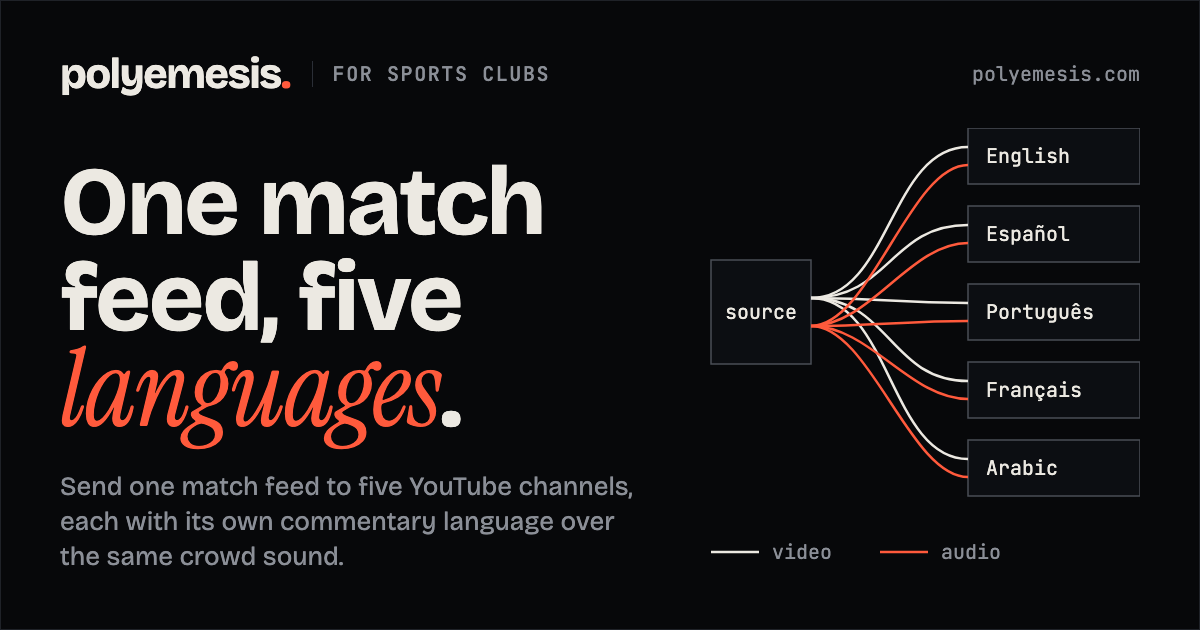 polyemesis.
FOR SPORTS CLUBS
polyemesis.com
One match
feed, five
languages.
Send one match feed to five YouTube channels,
each with its own commentary language over
the same crowd sound.
source
English
Español
Português
Français
Arabic
video
audio